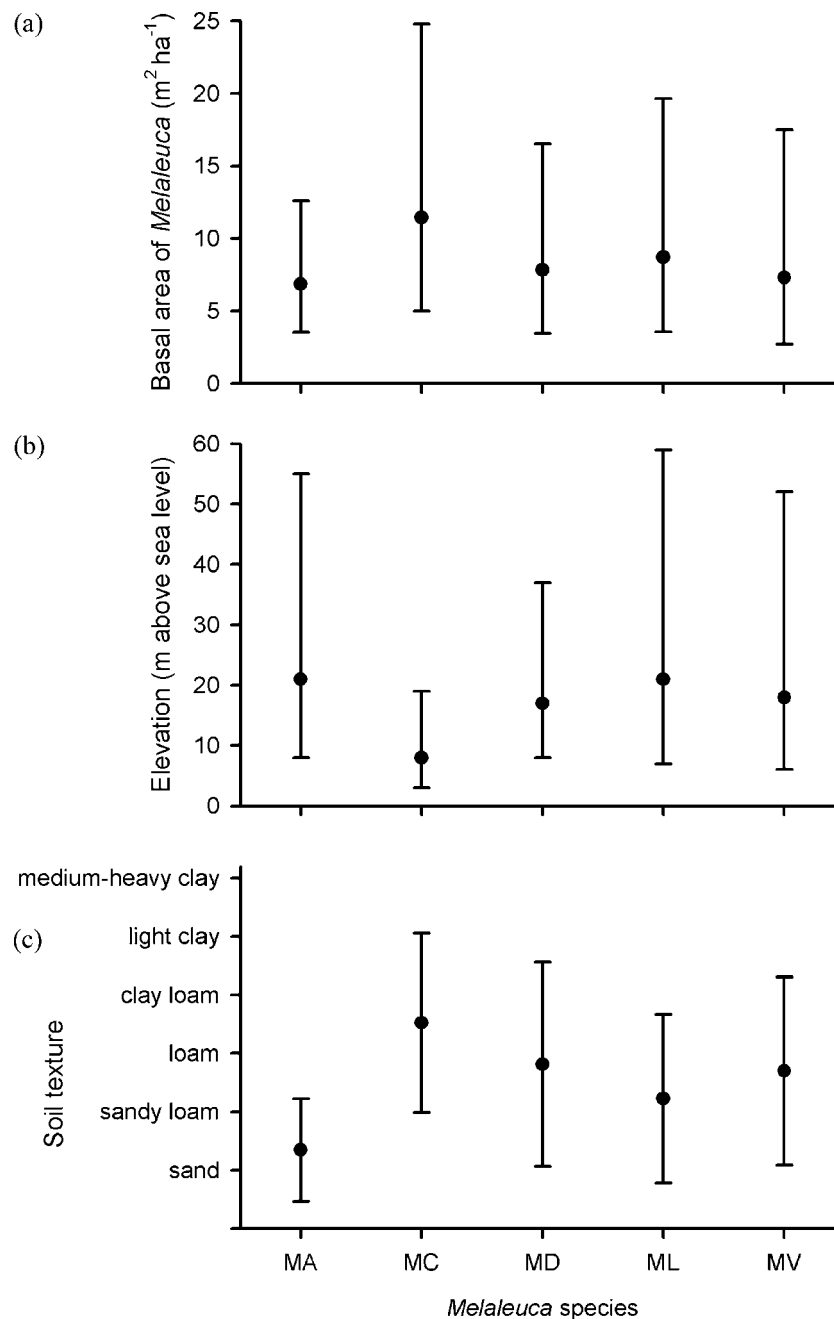 (a)
Basal area of Melaleuca (m² ha⁻¹)
25
20
15
10
5
0
(b)
Elevation (m above sea level)
60
50
40
30
20
10
0
(c)
Soil texture
medium-heavy clay
light clay
clay loam
loam
sandy loam
sand
MA MC MD ML MV
Melaleuca species